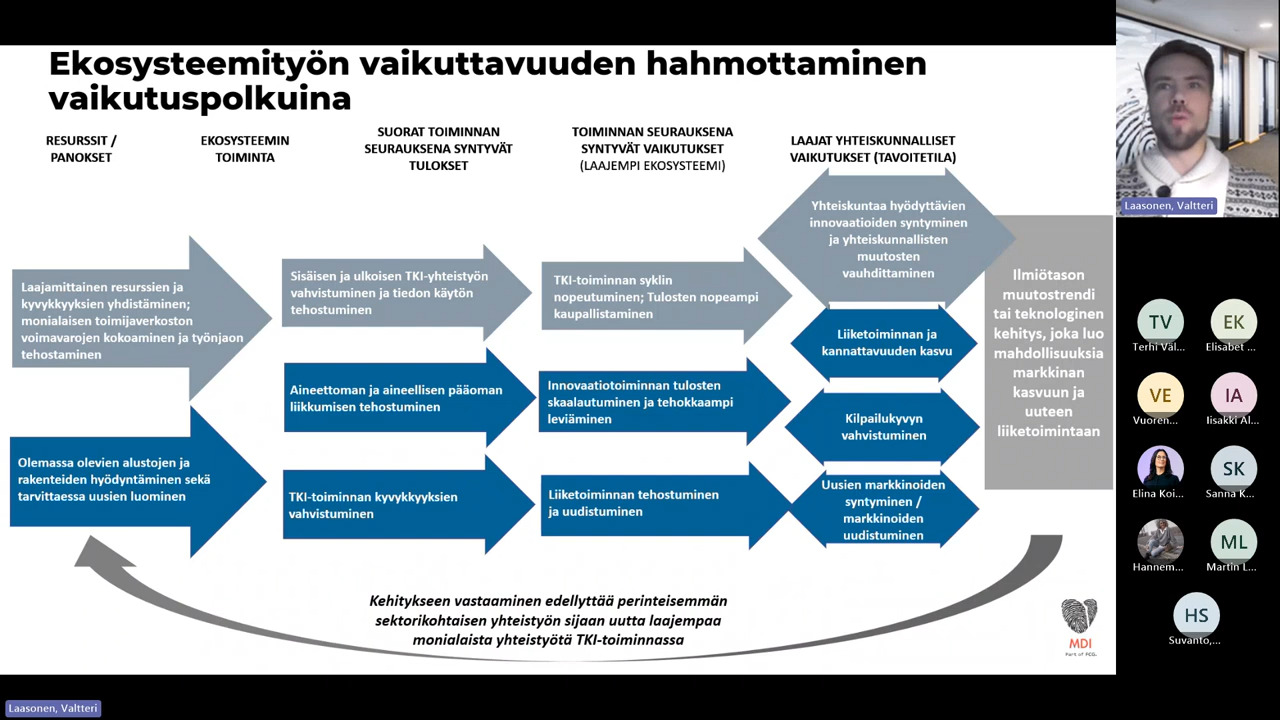 Ekosysteemityön vaikuttavuuden hahmottaminen
vaikutuspolkuina
RESURSSIT /
PANOKSET
EKOSYSTEEMIN
TOIMINTA
SUORAT TOIMINNAN
SEURAUKSENA SYNTYVÄT
TULOKSET
TOIMINNAN SEURAUKSENA
SYNTYVÄT VAIKUTUKSET
(LAAJEMPI EKOSYSTEEMI)
LAAJAT YHTEISKUNNALLISET
VAIKUTUKSET (TAVOITETILA)
Laajamittainen resurssien ja
kyvykkyyksien yhdistäminen;
monialaisen toimijaverkoston
voimavarojen kokoaminen ja työnjaon
tehostaminen
Olemassa olevien alustojen ja
rakenteiden hyödyntäminen sekä
tarvittaessa uusien luominen
Sisäisen ja ulkoisen TKI-yhteistyön
vahvistuminen ja tiedon käytön
tehostuminen
Aineettoman ja aineellisen pääoman
liikkumisen tehostuminen
TKI-toiminnan kyvykkyyksien
vahvistuminen
TKI-toiminnan syklin
nopeutuminen; Tulosten nopeampi
kaupallistaminen
Innovaatiotoiminnan tulosten
skaalautuminen ja tehokkaampi
leviäminen
Liiketoiminnan tehostuminen
ja uudistuminen
Yhteiskuntaa hyödyttävien
innovaatioiden syntyminen
ja yhteiskunnallisten
muutosten
vauhdittaminen
Liiketoiminnan ja
kannattavuuden kasvu
Kilpailukyvyn
vahvistuminen
Uusien markkinoiden
syntyminen /
markkinoiden
uudistuminen
Ilmiötason
muutostrendi
tai teknologinen
kehitys, joka luo
mahdollisuuksia
markkinan
kasvuun ja
uuteen
liiketoimintaan
Kehitykseen vastaaminen edellyttää perinteisemmän
sektorikohtaisen yhteistyön sijaan uutta laajempaa
monialaista yhteistyötä TKI-toiminnassa
MDI
Part of FCG.
Laasonen, Valtteri
TV
Terhi Väl...
EK
Elisabet ...
VE
Vuoren...
IA
Iisakki Al...
Elina Koi...
SK
Sanna K...
Hannem...
ML
Martin L...
HS
Suvanto,...
Laasonen, Valtteri